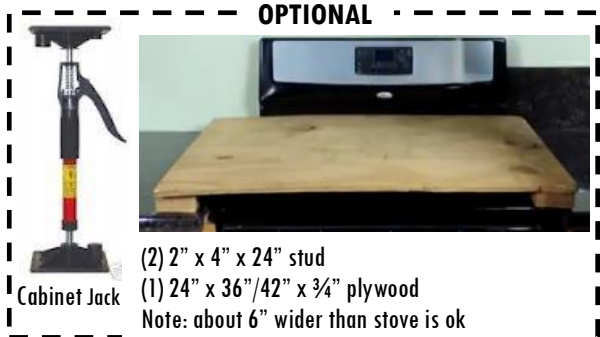 OPTIONAL
Cabinet Jack
(2) 2” x 4” x 24” stud
(1) 24” x 36”/42” x ¾” plywood
Note: about 6” wider than stove is ok